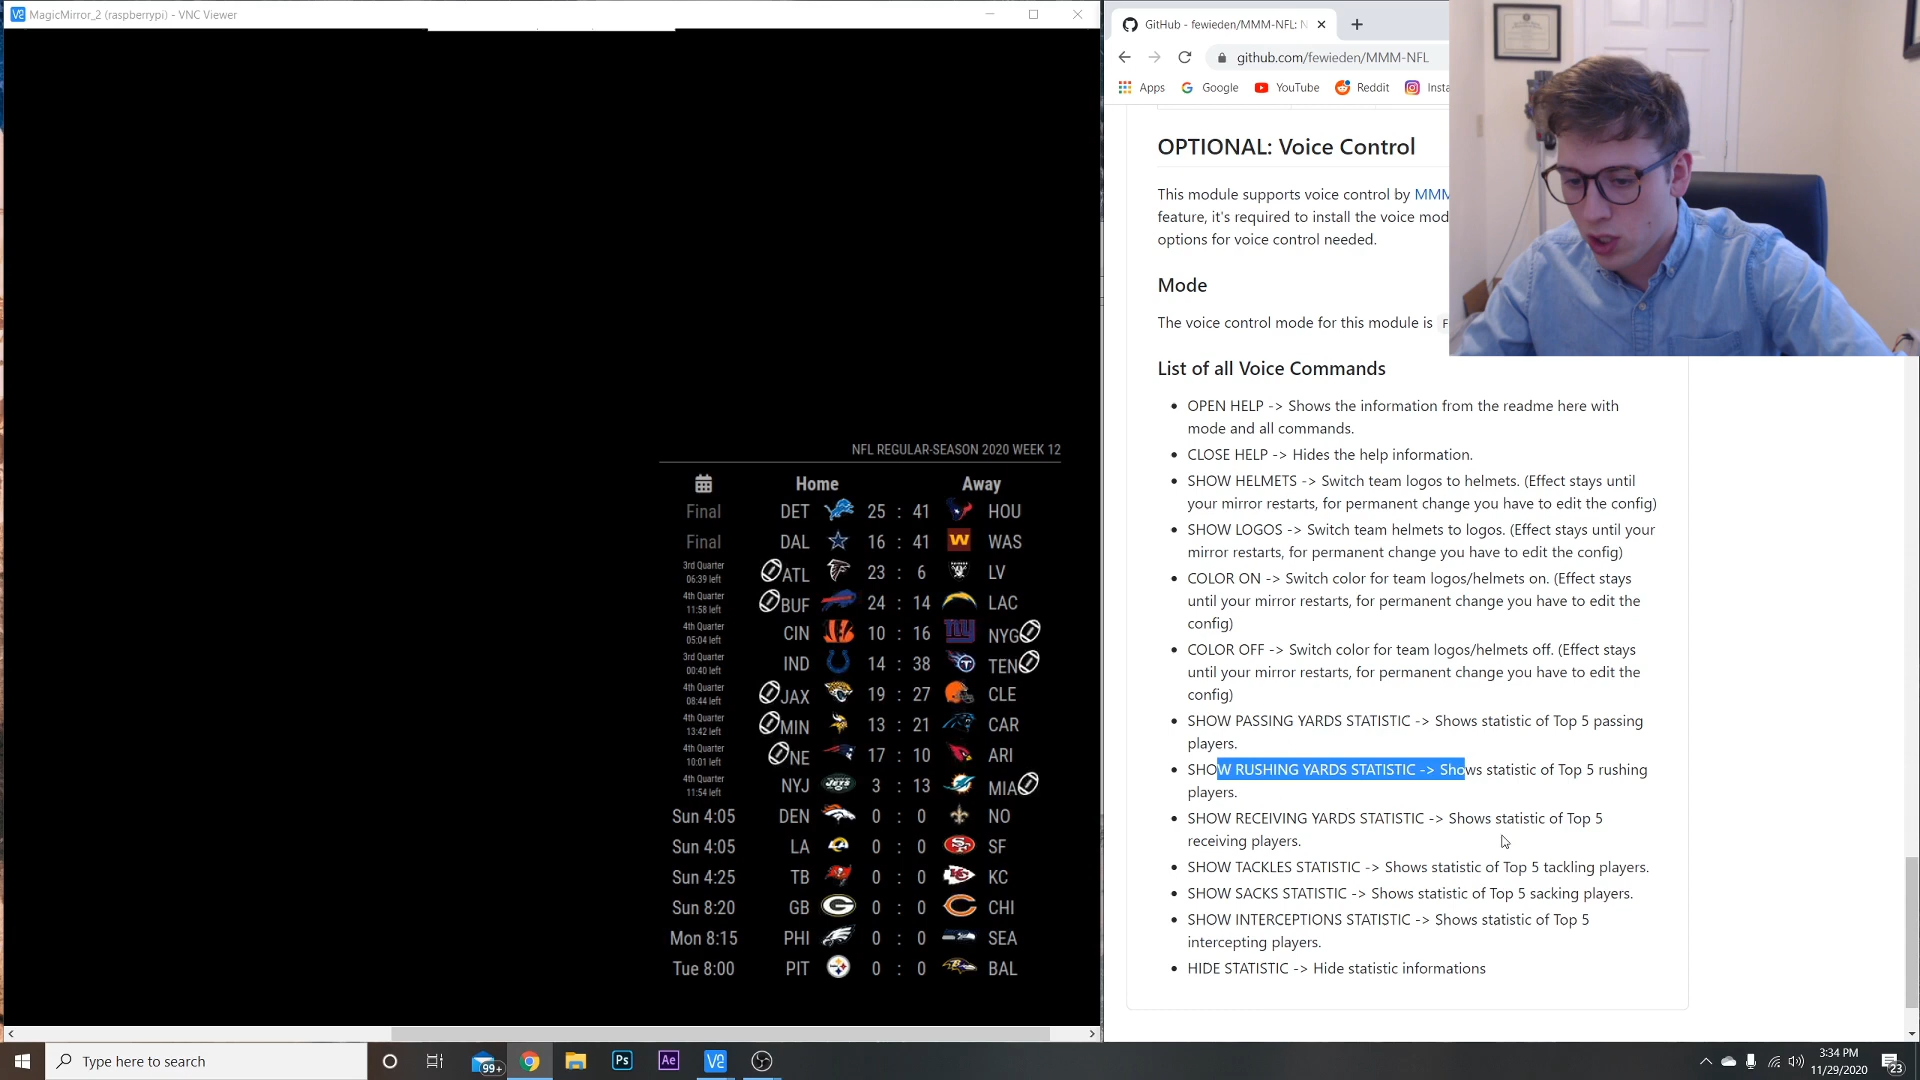 MagicMirror_2 (raspberrypi) - VNC Viewer
NFL REGULAR-SEASON 2020 WEEK 12
Home Away
Final DET 25 : 41 HOU
Final DAL 16 : 41 WAS
3rd Quarter
06:39 left
ATL 23 : 6 LV
4th Quarter
11:58 left
BUF 24 : 14 LAC
4th Quarter
05:04 left
CIN 10 : 16 NYG
3rd Quarter
00:40 left
IND 14 : 38 TEN
4th Quarter
08:44 left
JAX 19 : 27 CLE
4th Quarter
13:42 left
MIN 13 : 21 CAR
4th Quarter
10:01 left
NE 17 : 10 ARI
4th Quarter
11:54 left
NYJ 3 : 13 MIA
Sun 4:05 DEN 0 : 0 NO
Sun 4:05 LA 0 : 0 SF
Sun 4:25 TB 0 : 0 KC
Sun 8:20 GB 0 : 0 CHI
Mon 8:15 PHI 0 : 0 SEA
Tue 8:00 PIT 0 : 0 BAL
GitHub - fewieden/MMM-NFL: N
github.com/fewieden/MMM-NFL
Apps Google YouTube Reddit Insta
OPTIONAL: Voice Control
This module supports voice control by MMM
feature, it's required to install the voice mod
options for voice control needed.
Mode
The voice control mode for this module is F
List of all Voice Commands
• OPEN HELP -> Shows the information from the readme here with
mode and all commands.
• CLOSE HELP -> Hides the help information.
• SHOW HELMETS -> Switch team logos to helmets. (Effect stays until
your mirror restarts, for permanent change you have to edit the config)
• SHOW LOGOS -> Switch team helmets to logos. (Effect stays until your
mirror restarts, for permanent change you have to edit the config)
• COLOR ON -> Switch color for team logos/helmets on. (Effect stays
until your mirror restarts, for permanent change you have to edit the
config)
• COLOR OFF -> Switch color for team logos/helmets off. (Effect stays
until your mirror restarts, for permanent change you have to edit the
config)
• SHOW PASSING YARDS STATISTIC -> Shows statistic of Top 5 passing
players.
• SHOW RUSHING YARDS STATISTIC -> Shows statistic of Top 5 rushing
players.
• SHOW RECEIVING YARDS STATISTIC -> Shows statistic of Top 5
receiving players.
• SHOW TACKLES STATISTIC -> Shows statistic of Top 5 tackling players.
• SHOW SACKS STATISTIC -> Shows statistic of Top 5 sacking players.
• SHOW INTERCEPTIONS STATISTIC -> Shows statistic of Top 5
intercepting players.
• HIDE STATISTIC -> Hide statistic informations
Type here to search
99+
Ps
Ae
3:34 PM
11/29/2020
23